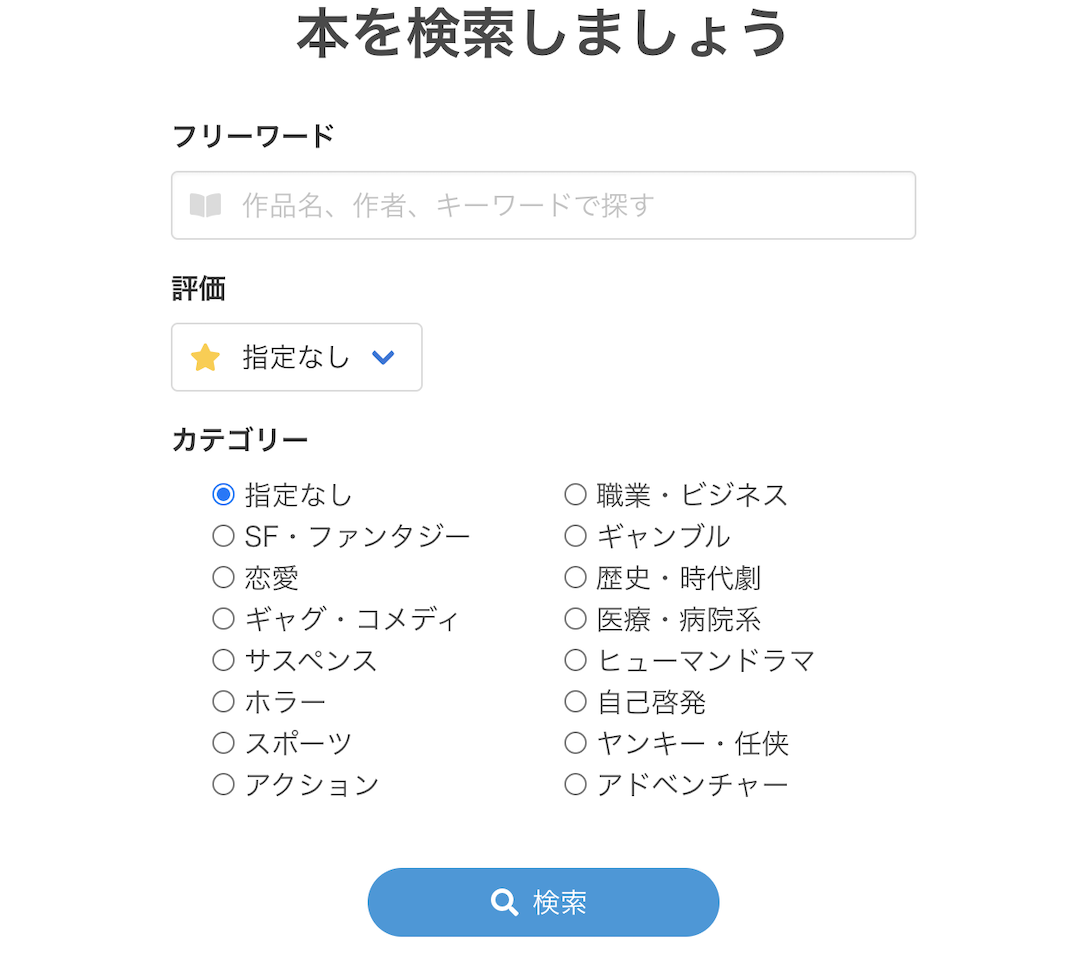 本を検索しましょう
フリーワード
作品名、作者、キーワードで探す
評価
指定なし
カテゴリー
指定なし
職業・ビジネス
SF・ファンタジー
ギャンブル
恋愛
歴史・時代劇
ギャグ・コメディ
医療・病院系
サスペンス
ヒューマンドラマ
ホラー
自己啓発
スポーツ
ヤンキー・任侠
アクション
アドベンチャー
検索